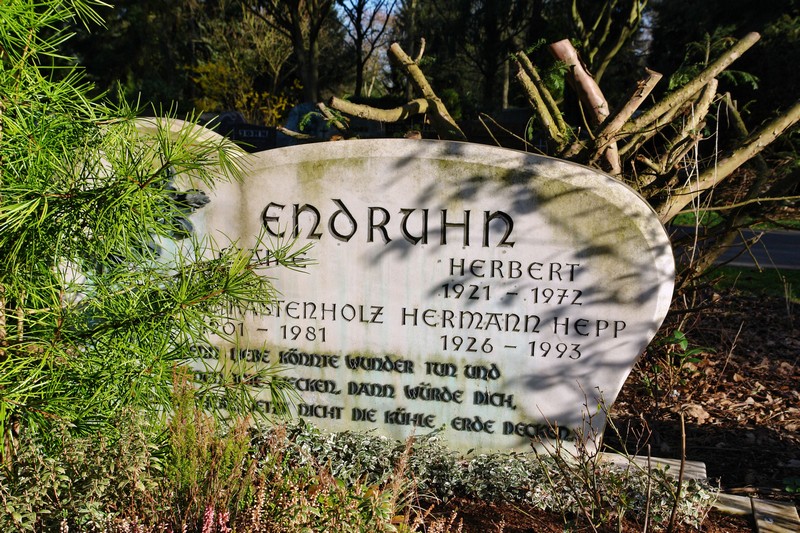 ENDRUHN
HERBERT
1921 – 1972
KASTENHOLZ HERMANN HEPP
– 1981 1926 – 1993
LIEBE KÖNNTE WUNDER TUN UND
DANN WÜRDE DICH,
NICHT DIE KÜHLE ERDE DECKEN.